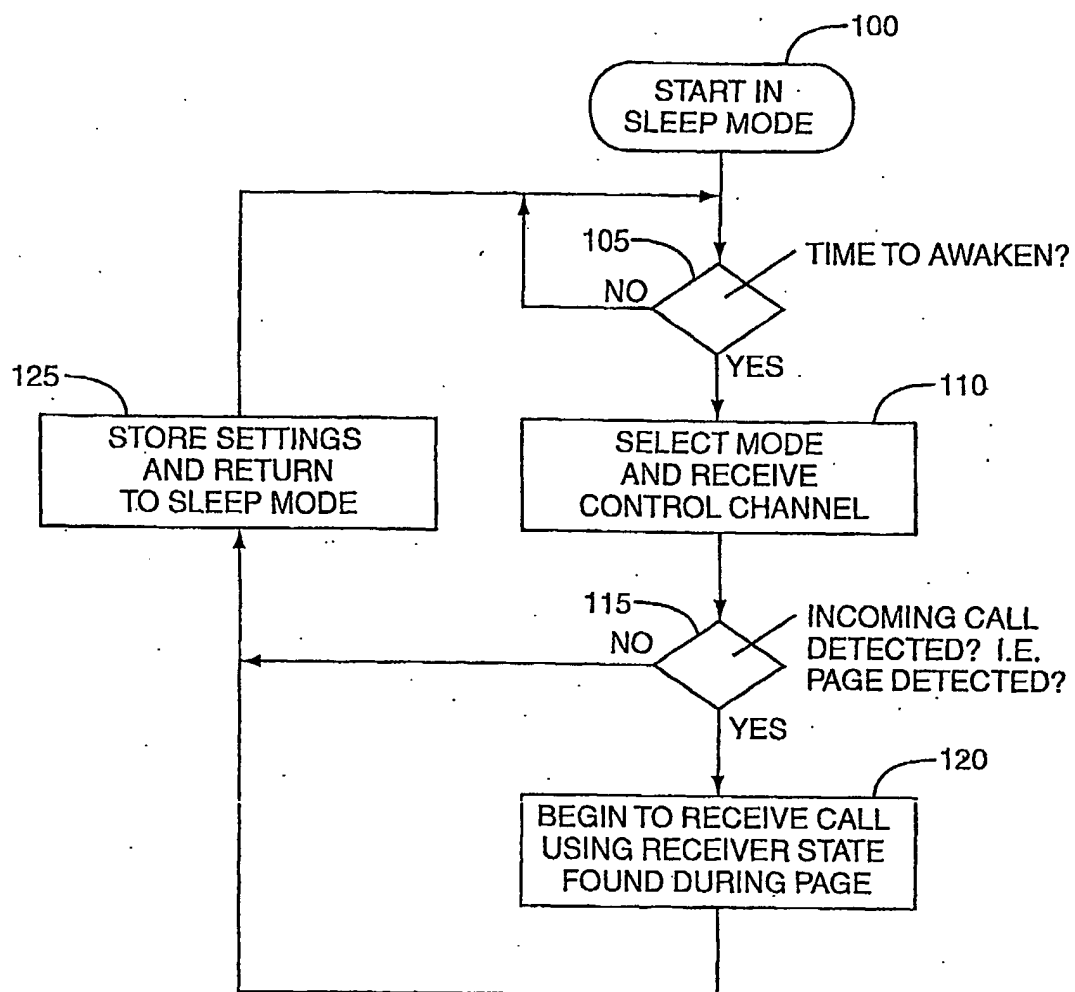 100
START IN
SLEEP MODE
105
TIME TO AWAKEN?
NO
YES
125
110
STORE SETTINGS
AND RETURN
TO SLEEP MODE
SELECT MODE
AND RECEIVE
CONTROL CHANNEL
115
INCOMING CALL
DETECTED? I.E.
PAGE DETECTED?
NO
YES
120
BEGIN TO RECEIVE CALL
USING RECEIVER STATE
FOUND DURING PAGE